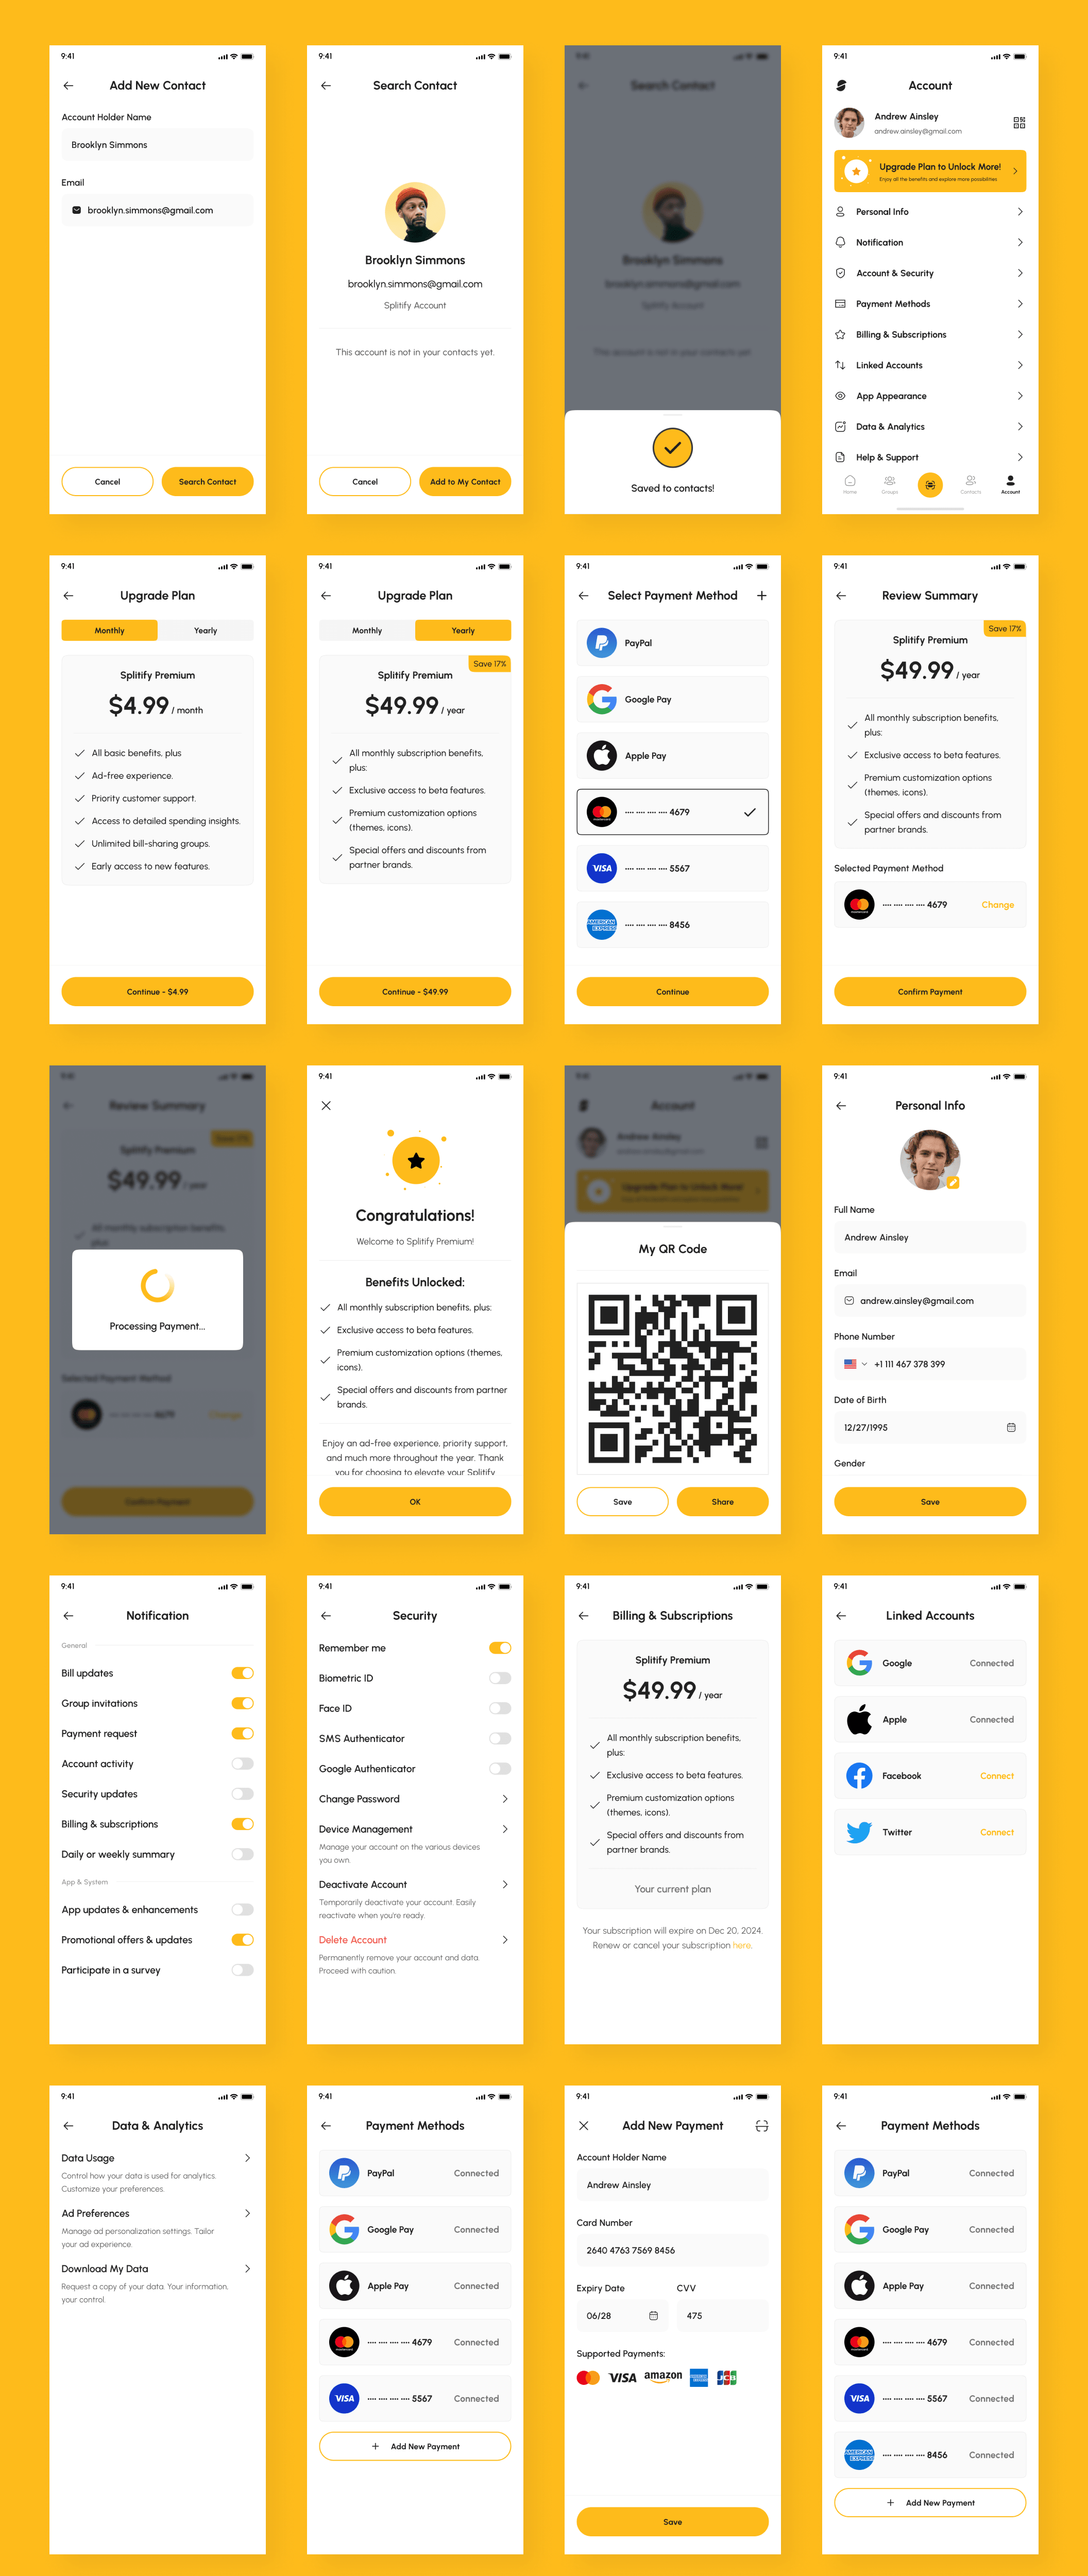 9:41
Add New Contact
Account Holder Name
Brooklyn Simmons
Email
brooklyn.simmons@gmail.com
Cancel
Search Contact
9:41
Search Contact
Brooklyn Simmons
brooklyn.simmons@gmail.com
Splitify Account
This account is not in your contacts yet.
Cancel
Add to My Contact
9:41
Search Contact
Brooklyn Simmons
brooklyn.simmons@gmail.com
Splitify Account
This account is not in your contacts yet.
Saved to contacts!
9:41
Account
Andrew Ainsley
andrew.ainsley@gmail.com
Upgrade Plan to Unlock More!
Enjoy all the benefits and explore more possibilities
Personal Info
Notification
Account & Security
Payment Methods
Billing & Subscriptions
Linked Accounts
App Appearance
Data & Analytics
Help & Support
Home
Groups
Contacts
Account
9:41
Upgrade Plan
Monthly
Yearly
Splitify Premium
$4.99 / month
All basic benefits, plus
Ad-free experience.
Priority customer support.
Access to detailed spending insights.
Unlimited bill-sharing groups.
Early access to new features.
Continue - $4.99
9:41
Upgrade Plan
Monthly
Yearly
Save 17%
Splitify Premium
$49.99 / year
All monthly subscription benefits,
plus:
Exclusive access to beta features.
Premium customization options
(themes, icons).
Special offers and discounts from
partner brands.
Continue - $49.99
9:41
Select Payment Method
PayPal
Google Pay
Apple Pay
mastercard
•••• •••• •••• 4679
VISA
•••• •••• •••• 5567
AMERICAN
EXPRESS
•••• •••• •••• 8456
Continue
9:41
Review Summary
Save 17%
Splitify Premium
$49.99 / year
All monthly subscription benefits,
plus:
Exclusive access to beta features.
Premium customization options
(themes, icons).
Special offers and discounts from
partner brands.
Selected Payment Method
mastercard
•••• •••• •••• 4679
Change
Confirm Payment
9:41
Review Summary
Save 17%
Splitify Premium
$49.99 / year
All monthly subscription benefits,
plus:
Processing Payment...
Selected Payment Method
•••• •••• •••• 4679
Change
Confirm Payment
9:41
Congratulations!
Welcome to Splitify Premium!
Benefits Unlocked:
All monthly subscription benefits, plus:
Exclusive access to beta features.
Premium customization options (themes,
icons).
Special offers and discounts from partner
brands.
Enjoy an ad-free experience, priority support,
and much more throughout the year. Thank
you for choosing to elevate your Splitify
OK
9:41
Account
Andrew Ainsley
andrew.ainsley@gmail.com
Upgrade Plan to Unlock More!
My QR Code
Save
Share
9:41
Personal Info
Full Name
Andrew Ainsley
Email
andrew.ainsley@gmail.com
Phone Number
+1 111 467 378 399
Date of Birth
12/27/1995
Gender
Save
9:41
Notification
General
Bill updates
Group invitations
Payment request
Account activity
Security updates
Billing & subscriptions
Daily or weekly summary
App & System
App updates & enhancements
Promotional offers & updates
Participate in a survey
9:41
Security
Remember me
Biometric ID
Face ID
SMS Authenticator
Google Authenticator
Change Password
Device Management
Manage your account on the various devices
you own.
Deactivate Account
Temporarily deactivate your account. Easily
reactivate when you're ready.
Delete Account
Permanently remove your account and data.
Proceed with caution.
9:41
Billing & Subscriptions
Splitify Premium
$49.99 / year
All monthly subscription benefits,
plus:
Exclusive access to beta features.
Premium customization options
(themes, icons).
Special offers and discounts from
partner brands.
Your current plan
Your subscription will expire on Dec 20, 2024.
Renew or cancel your subscription here.
9:41
Linked Accounts
Google
Connected
Apple
Connected
Facebook
Connect
Twitter
Connect
9:41
Data & Analytics
Data Usage
Control how your data is used for analytics.
Customize your preferences.
Ad Preferences
Manage ad personalization settings. Tailor
your ad experience.
Download My Data
Request a copy of your data. Your information,
your control.
9:41
Payment Methods
PayPal
Connected
Google Pay
Connected
Apple Pay
Connected
mastercard
•••• •••• •••• 4679
Connected
VISA
•••• •••• •••• 5567
Connected
Add New Payment
9:41
Add New Payment
Account Holder Name
Andrew Ainsley
Card Number
2640 4763 7569 8456
Expiry Date
CVV
06/28
475
Supported Payments:
VISA
amazon
AMERICAN
EXPRESS
JCB
Save
9:41
Payment Methods
PayPal
Connected
Google Pay
Connected
Apple Pay
Connected
mastercard
•••• •••• •••• 4679
Connected
VISA
•••• •••• •••• 5567
Connected
AMERICAN
EXPRESS
•••• •••• •••• 8456
Connected
Add New Payment